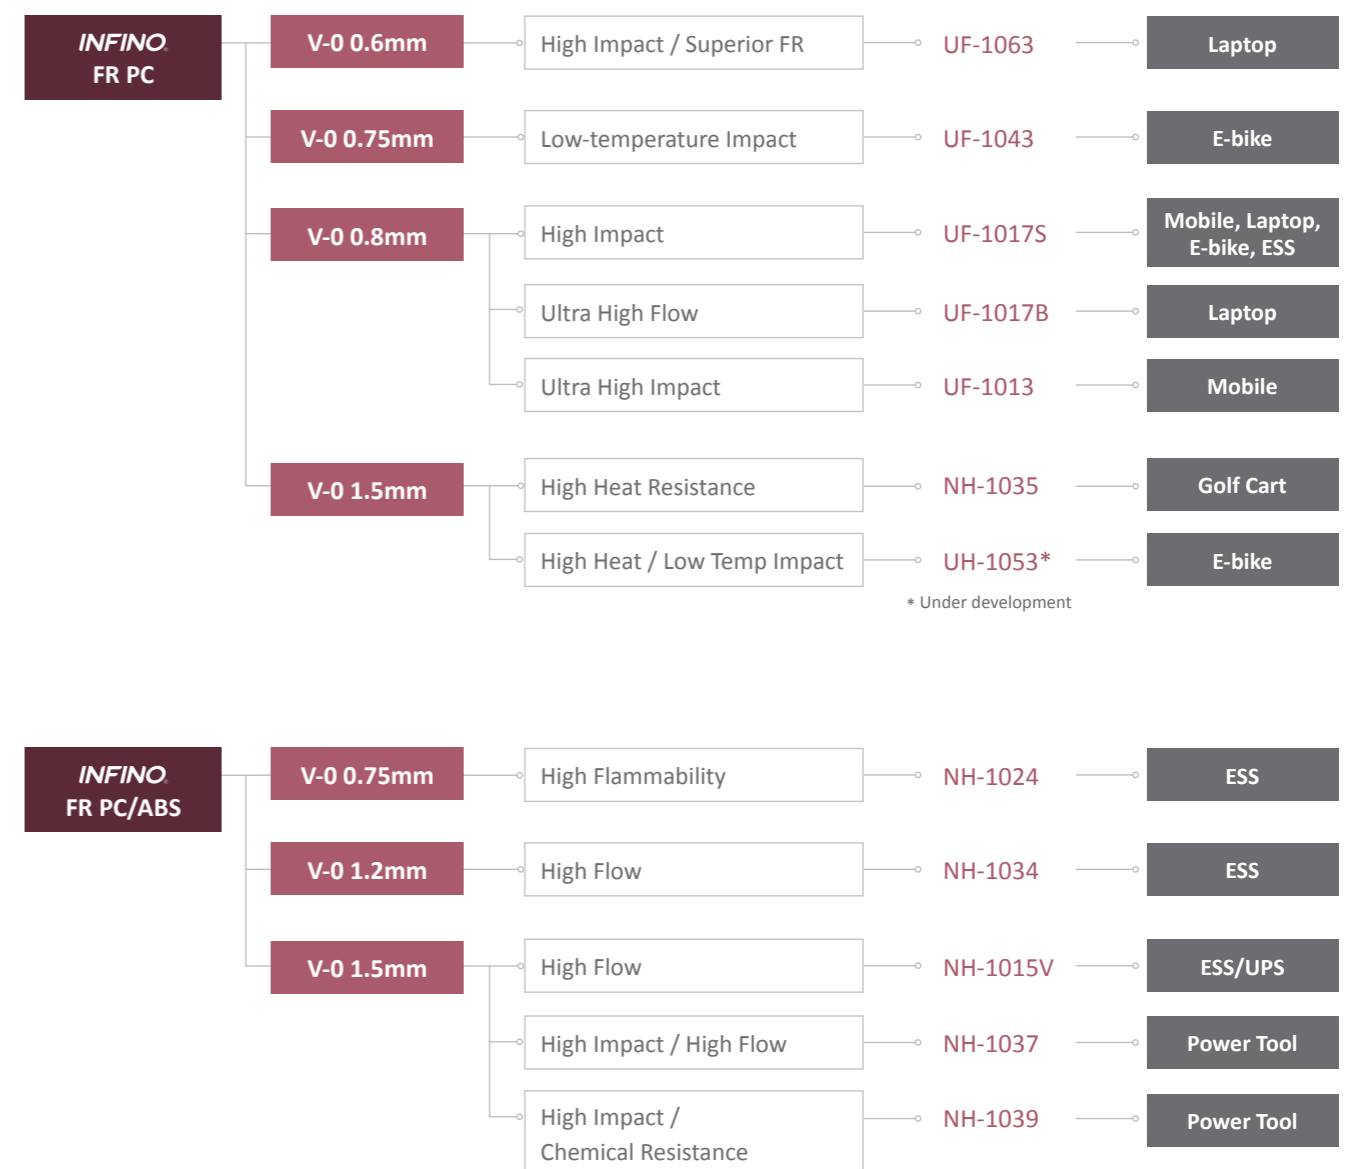 INFINO®
FR PC
V-0 0.6mm
High Impact / Superior FR
UF-1063
Laptop
V-0 0.75mm
Low-temperature Impact
UF-1043
E-bike
V-0 0.8mm
High Impact
UF-1017S
Mobile, Laptop,
E-bike, ESS
Ultra High Flow
UF-1017B
Laptop
Ultra High Impact
UF-1013
Mobile
V-0 1.5mm
High Heat Resistance
NH-1035
Golf Cart
High Heat / Low Temp Impact
UH-1053*
E-bike
* Under development
INFINO®
FR PC/ABS
V-0 0.75mm
High Flammability
NH-1024
ESS
V-0 1.2mm
High Flow
NH-1034
ESS
V-0 1.5mm
High Flow
NH-1015V
ESS/UPS
High Impact / High Flow
NH-1037
Power Tool
High Impact /
Chemical Resistance
NH-1039
Power Tool